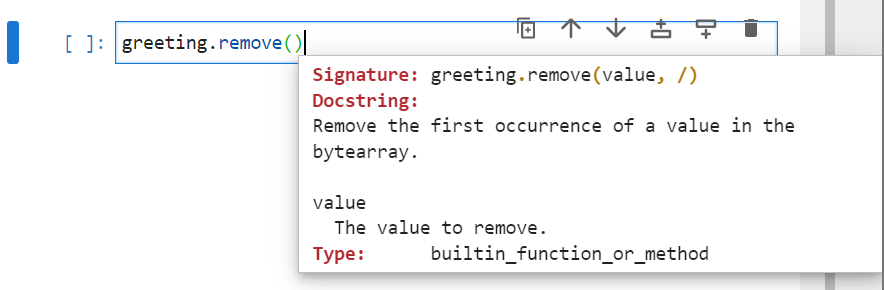 [ ]: greeting.remove()
Signature: greeting.remove(value, /)
Docstring:
Remove the first occurrence of a value in the
bytearray.
value
The value to remove.
Type: builtin_function_or_method